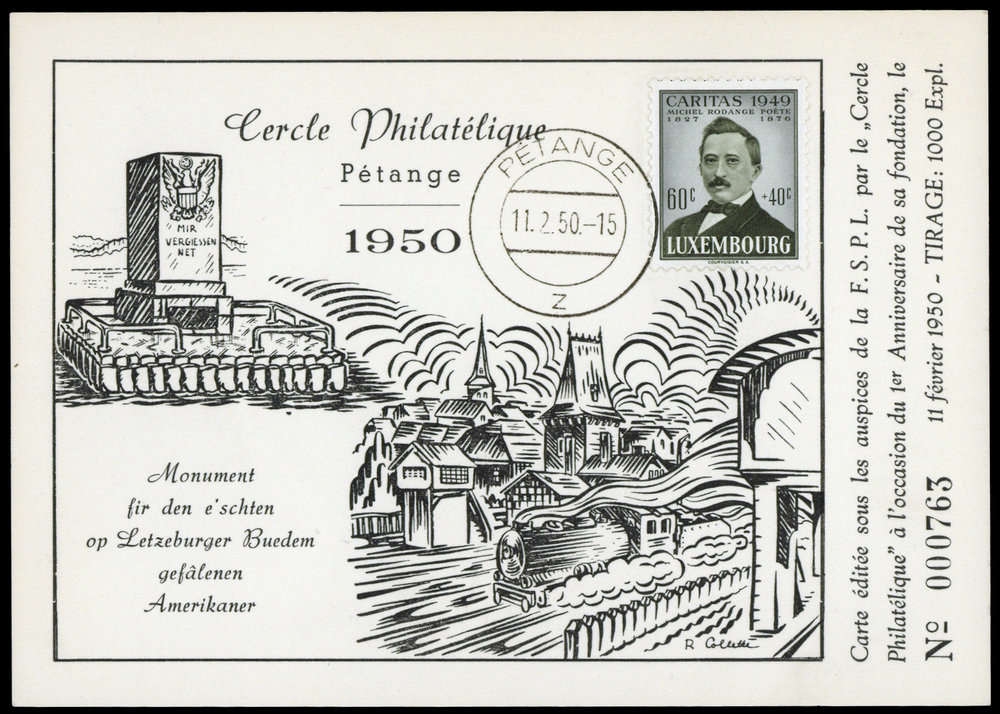 Cercle Philatélique
Pétange
1950
MIR
VERGIESSEN
NET
PÉTANGE
11.2.50.-15
Z
CARITAS 1949
MICHEL RODANGE POÈTE
1827 1876
60c +40c
LUXEMBOURG
COURVOISIER S.A.
Monument
fir den e'schten
op Letzeburger Buedem
gefâlenen
Amerikaner
R Collette
Carte éditée sous les auspices de la F. S. P. L. par le „Cercle
Philatélique" à l'occasion du 1er Anniversaire de sa fondation, le
11 février 1950 - TIRAGE: 1000 Expl.
No 000763